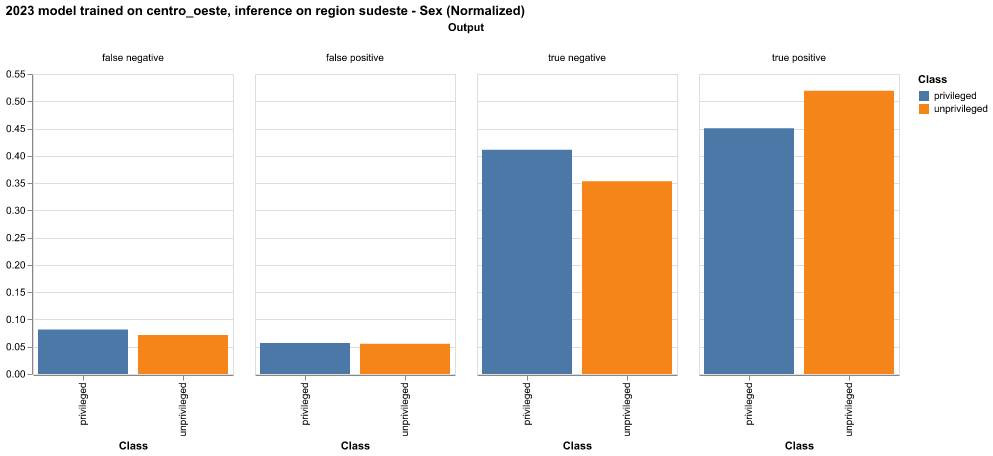 2023 model trained on centro_oeste, inference on region sudeste - Sex (Normalized)
Output
false negative
false positive
true negative
true positive
0.55
0.50
0.45
0.40
0.35
0.30
0.25
0.20
0.15
0.10
0.05
0.00
privileged
unprivileged
privileged
unprivileged
privileged
unprivileged
privileged
unprivileged
Class
Class
Class
Class
Class
privileged
unprivileged